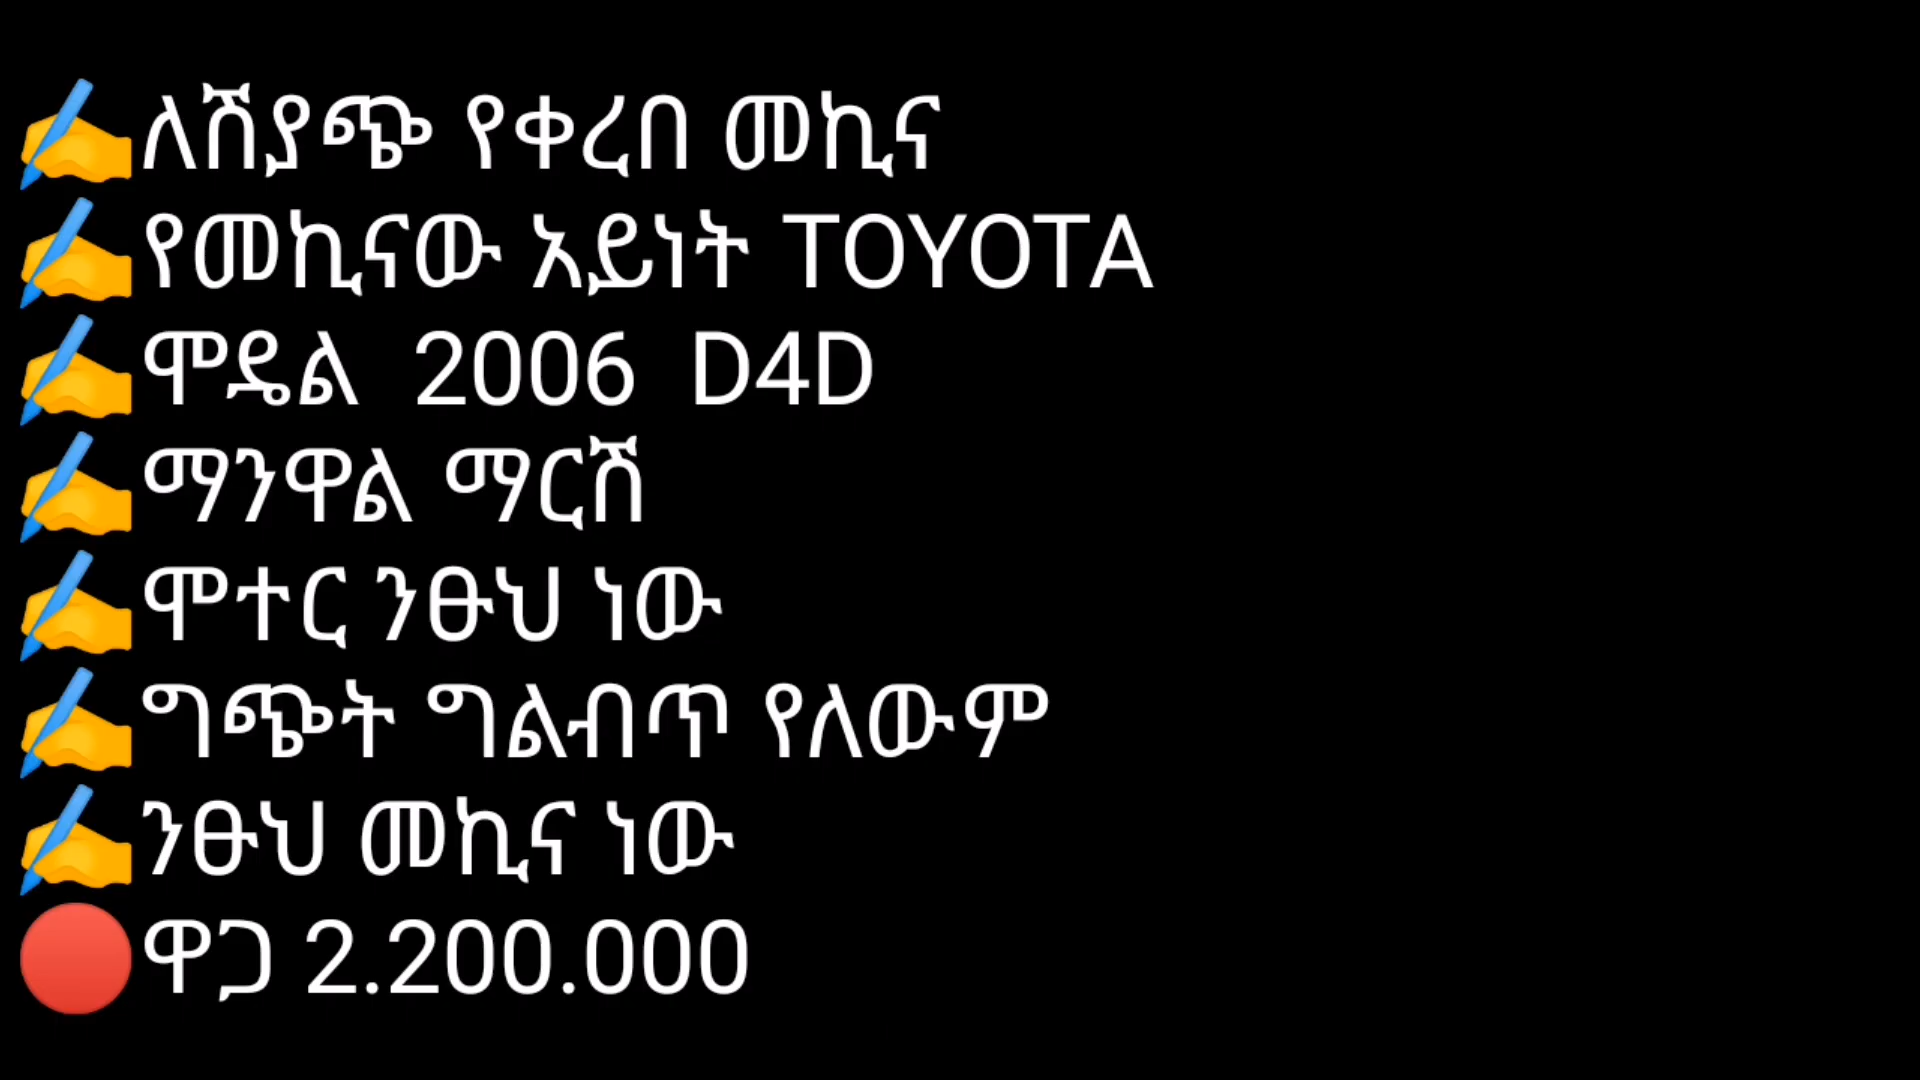 ✍️ለሽያጭ የቀረበ መኪና
✍️የመኪናው አይነት TOYOTA
✍️ሞዴል 2006 D4D
✍️ማንዋል ማርሽ
✍️ሞተር ንፁህ ነው
✍️ግጭት ግልብጥ የለውም
✍️ንፁህ መኪና ነው
🔴ዋጋ 2.200.000